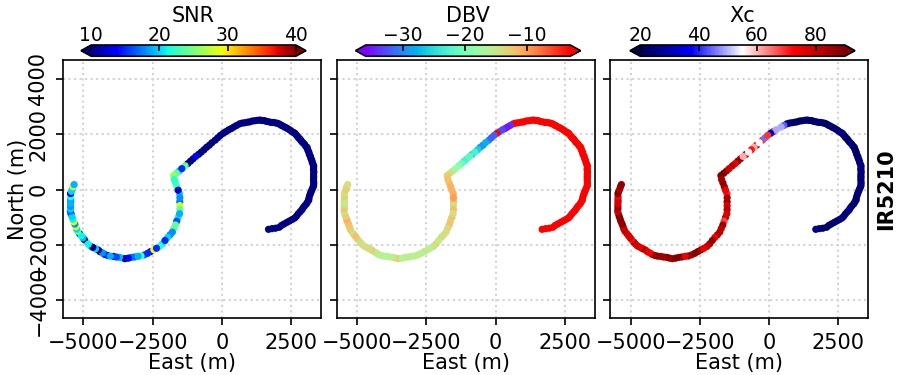 SNR DBV Xc
10 20 30 40 −30 −20 −10 20 40 60 80
4000
2000
0
−2000
−4000
North (m)
IR5210
−5000 −2500 0 2500 −5000 −2500 0 2500 −5000 −2500 0 2500
East (m) East (m) East (m)